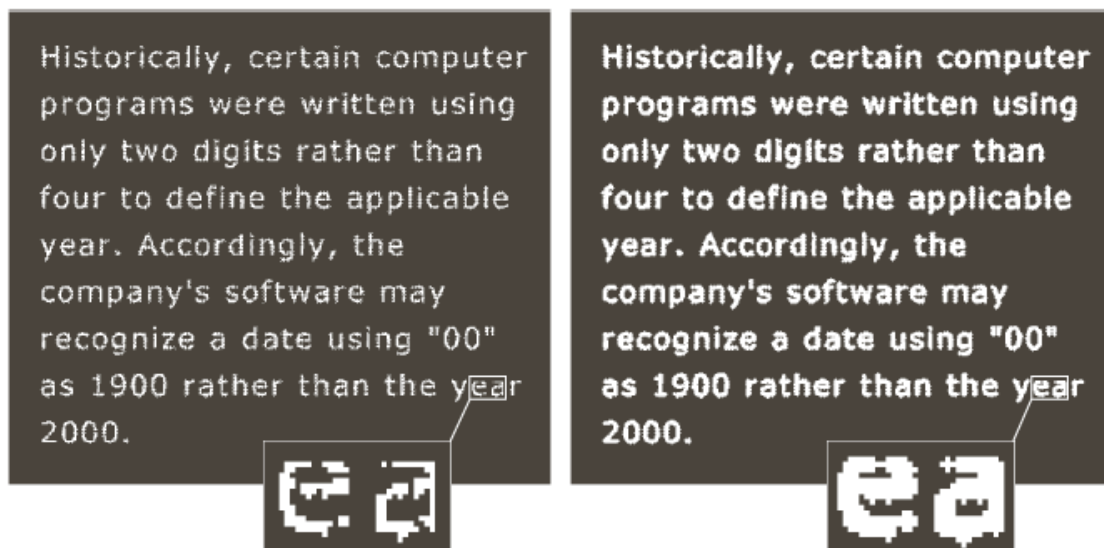 Historically, certain computer
programs were written using
only two digits rather than
four to define the applicable
year. Accordingly, the
company's software may
recognize a date using "00"
as 1900 rather than the year
2000.
ea
Historically, certain computer
programs were written using
only two digits rather than
four to define the applicable
year. Accordingly, the
company's software may
recognize a date using "00"
as 1900 rather than the year
2000.
ea